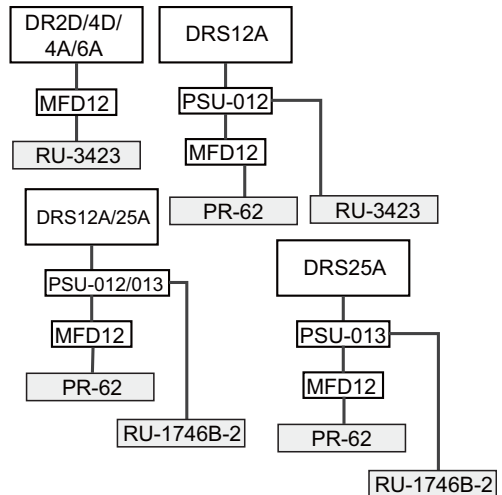 DR2D/4D/
4A/6A
MFD12
RU-3423
DRS12A
PSU-012
MFD12
PR-62
RU-3423
DRS12A/25A
PSU-012/013
MFD12
PR-62
RU-1746B-2
DRS25A
PSU-013
MFD12
PR-62
RU-1746B-2